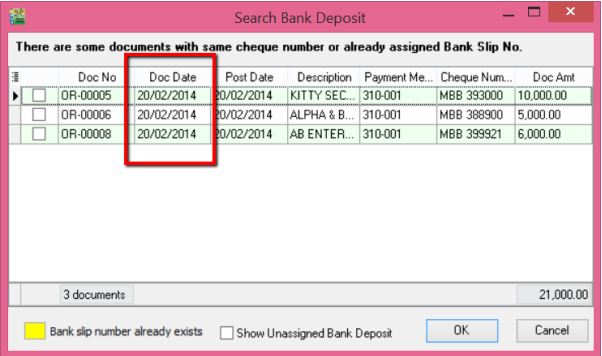 Search Bank Deposit
There are some documents with same cheque number or already assigned Bank Slip No.
Doc No Doc Date Post Date Description Payment Me... Cheque Num... Doc Amt
OR-00005 20/02/2014 20/02/2014 KITTY SEC... 310-001 MBB 393000 10,000.00
OR-00006 20/02/2014 20/02/2014 ALPHA & B... 310-001 MBB 388900 5,000.00
OR-00008 20/02/2014 20/02/2014 AB ENTER... 310-001 MBB 399921 6,000.00
3 documents 21,000.00
Bank slip number already exists Show Unassigned Bank Deposit OK Cancel